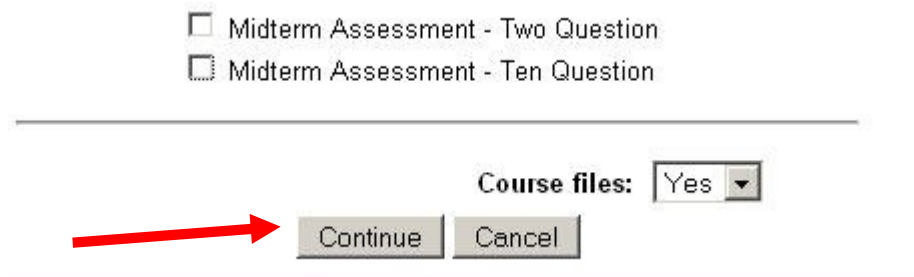 Midterm Assessment - Two Question
Midterm Assessment - Ten Question
Course files: Yes
Continue Cancel